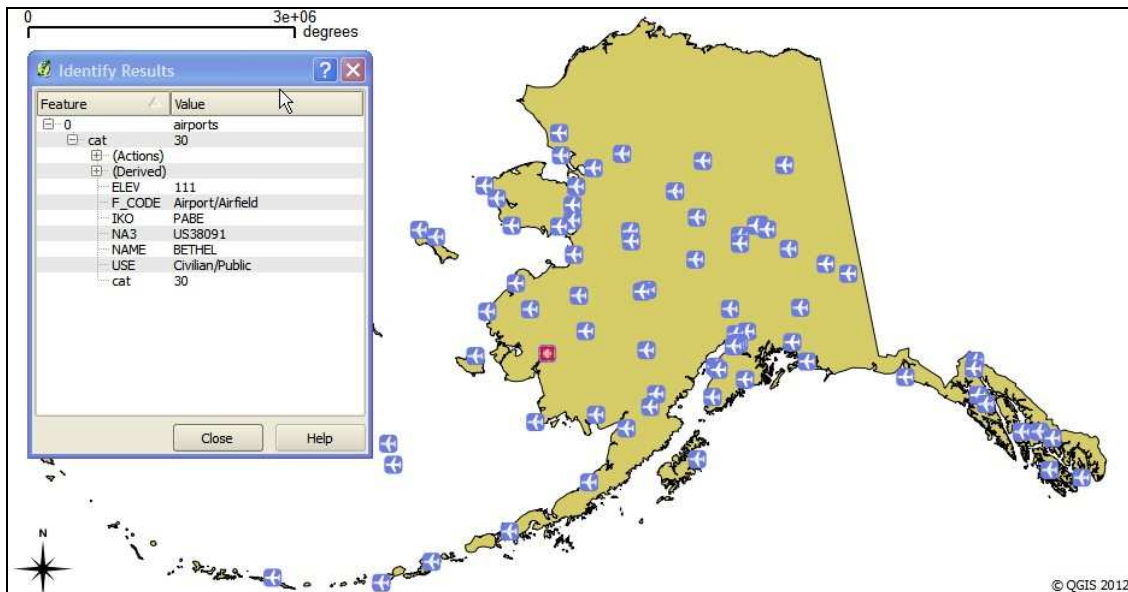 0 3e+06
degrees
Identify Results
Feature Value
0 airports
cat 30
(Actions)
(Derived)
ELEV 111
F_CODE Airport/Airfield
IKO PABE
NA3 US38091
NAME BETHEL
USE Civilian/Public
cat 30
Close Help
N
© QGIS 2012